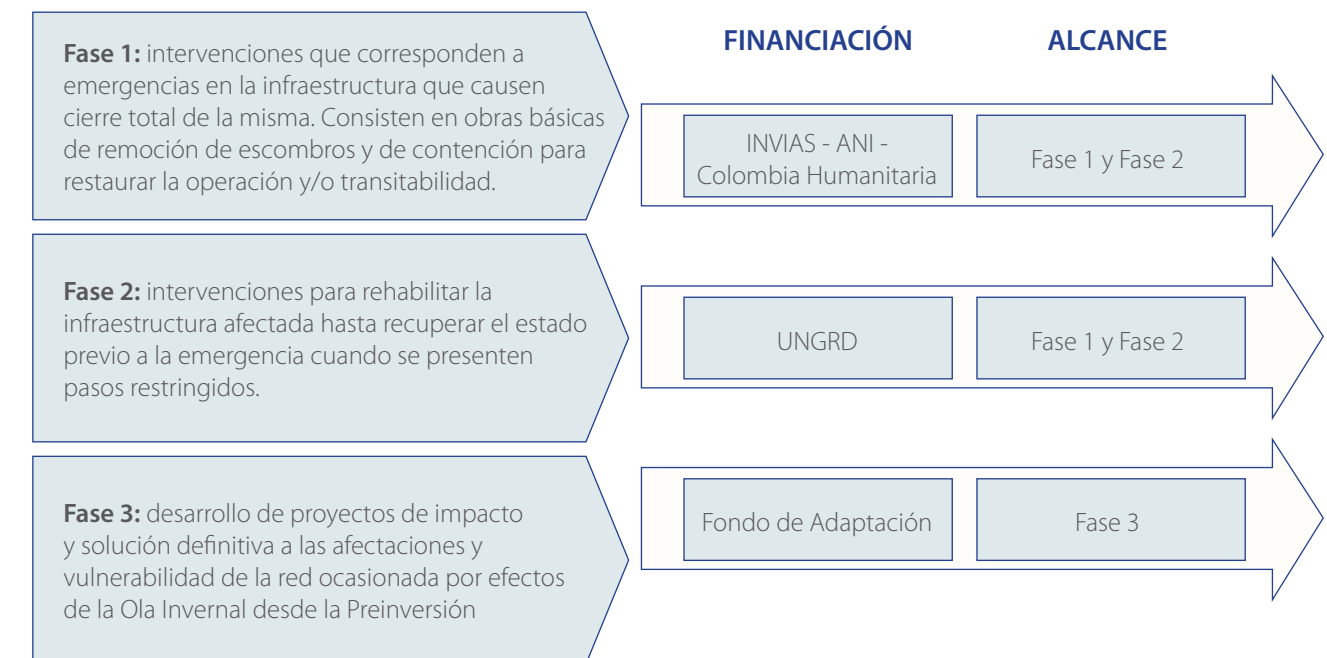 Fase 1: intervenciones que corresponden a
emergencias en la infraestructura que causen
cierre total de la misma. Consisten en obras básicas
de remoción de escombros y de contención para
restaurar la operación y/o transitabilidad.
FINANCIACIÓN
ALCANCE
INVIAS - ANI -
Colombia Humanitaria
Fase 1 y Fase 2
Fase 2: intervenciones para rehabilitar la
infraestructura afectada hasta recuperar el estado
previo a la emergencia cuando se presenten
pasos restringidos.
UNGRD
Fase 1 y Fase 2
Fase 3: desarrollo de proyectos de impacto
y solución definitiva a las afectaciones y
vulnerabilidad de la red ocasionada por efectos
de la Ola Invernal desde la Preinversión
Fondo de Adaptación
Fase 3